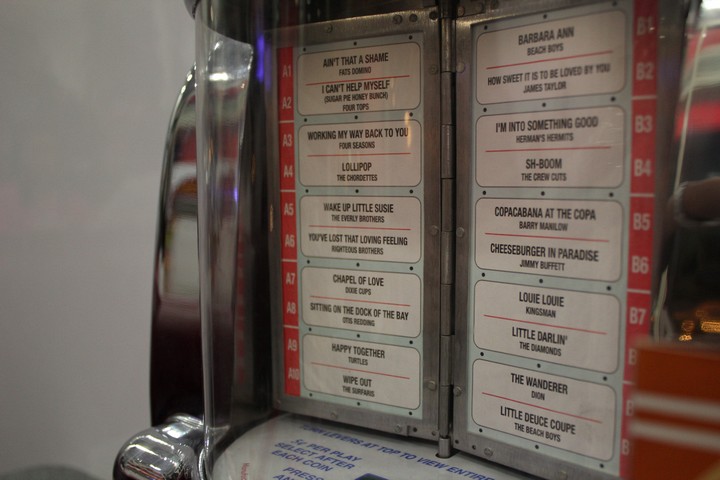 A1
AIN'T THAT A SHAME
FATS DOMINO
A2
I CAN'T HELP MYSELF
(SUGAR PIE HONEY BUNCH)
FOUR TOPS
A3
WORKING MY WAY BACK TO YOU
FOUR SEASONS
A4
LOLLIPOP
THE CHORDETTES
A5
WAKE UP LITTLE SUSIE
THE EVERLY BROTHERS
A6
YOU'VE LOST THAT LOVING FEELING
RIGHTEOUS BROTHERS
A7
CHAPEL OF LOVE
DIXIE CUPS
A8
SITTING ON THE DOCK OF THE BAY
OTIS REDDING
A9
HAPPY TOGETHER
TURTLES
A10
WIPE OUT
THE SURFARIS
B1
BARBARA ANN
BEACH BOYS
B2
HOW SWEET IT IS TO BE LOVED BY YOU
JAMES TAYLOR
B3
I'M INTO SOMETHING GOOD
HERMAN'S HERMITS
B4
SH-BOOM
THE CREW CUTS
B5
COPACABANA AT THE COPA
BARRY MANILOW
B6
CHEESEBURGER IN PARADISE
JIMMY BUFFETT
B7
LOUIE LOUIE
KINGSMAN
B
LITTLE DARLIN'
THE DIAMONDS
B
THE WANDERER
DION
B
LITTLE DEUCE COUPE
THE BEACH BOYS
LEVERS AT TOP TO VIEW ENTIRE
PER PLAY
SELECT AFTER
EACH COIN
PRESS